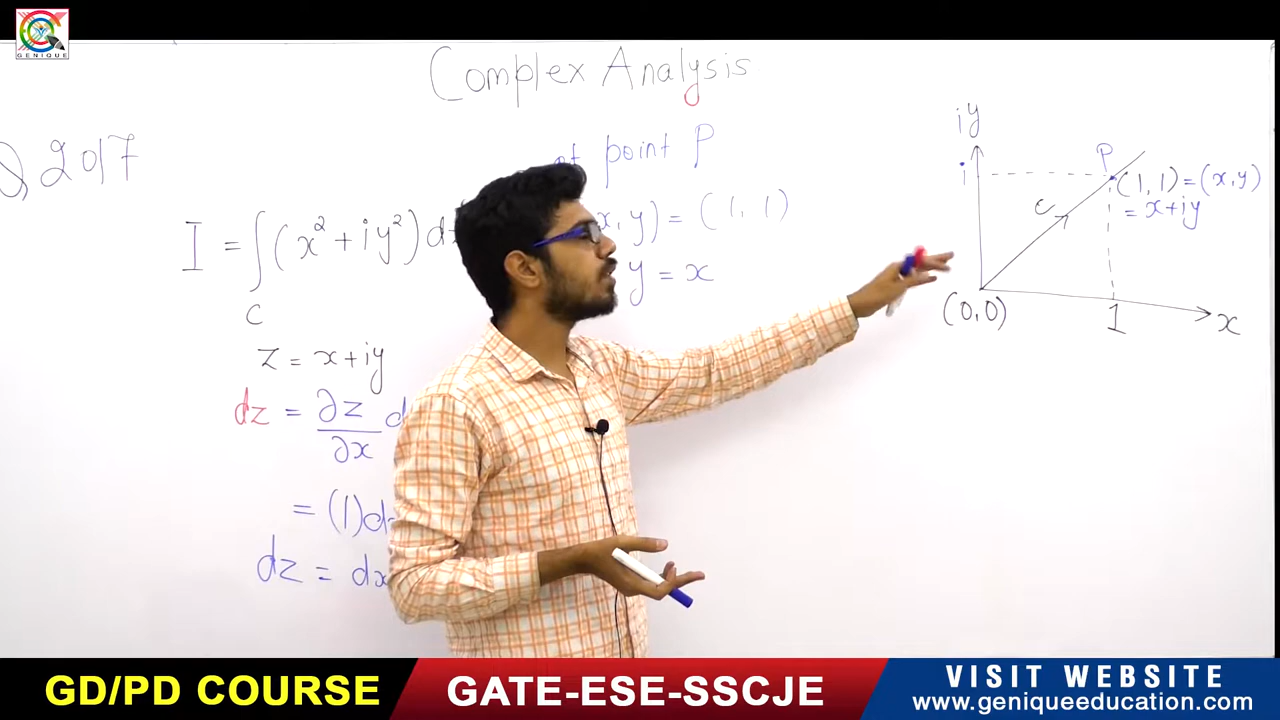 GENIQUE
Complex Analysis
Q 2017
at point P
I = ∫ (x² + iy²) d
C
x, y) = (1, 1)
y = x
z = x + iy
dz = ∂z/∂x d
= (1)d
dz = dx
iy
i
P
(1, 1) = (x, y)
= x + iy
c
(0, 0)
1
x
GD/PD COURSE
GATE-ESE-SSCJE
VISIT WEBSITE
www.geniqueeducation.com